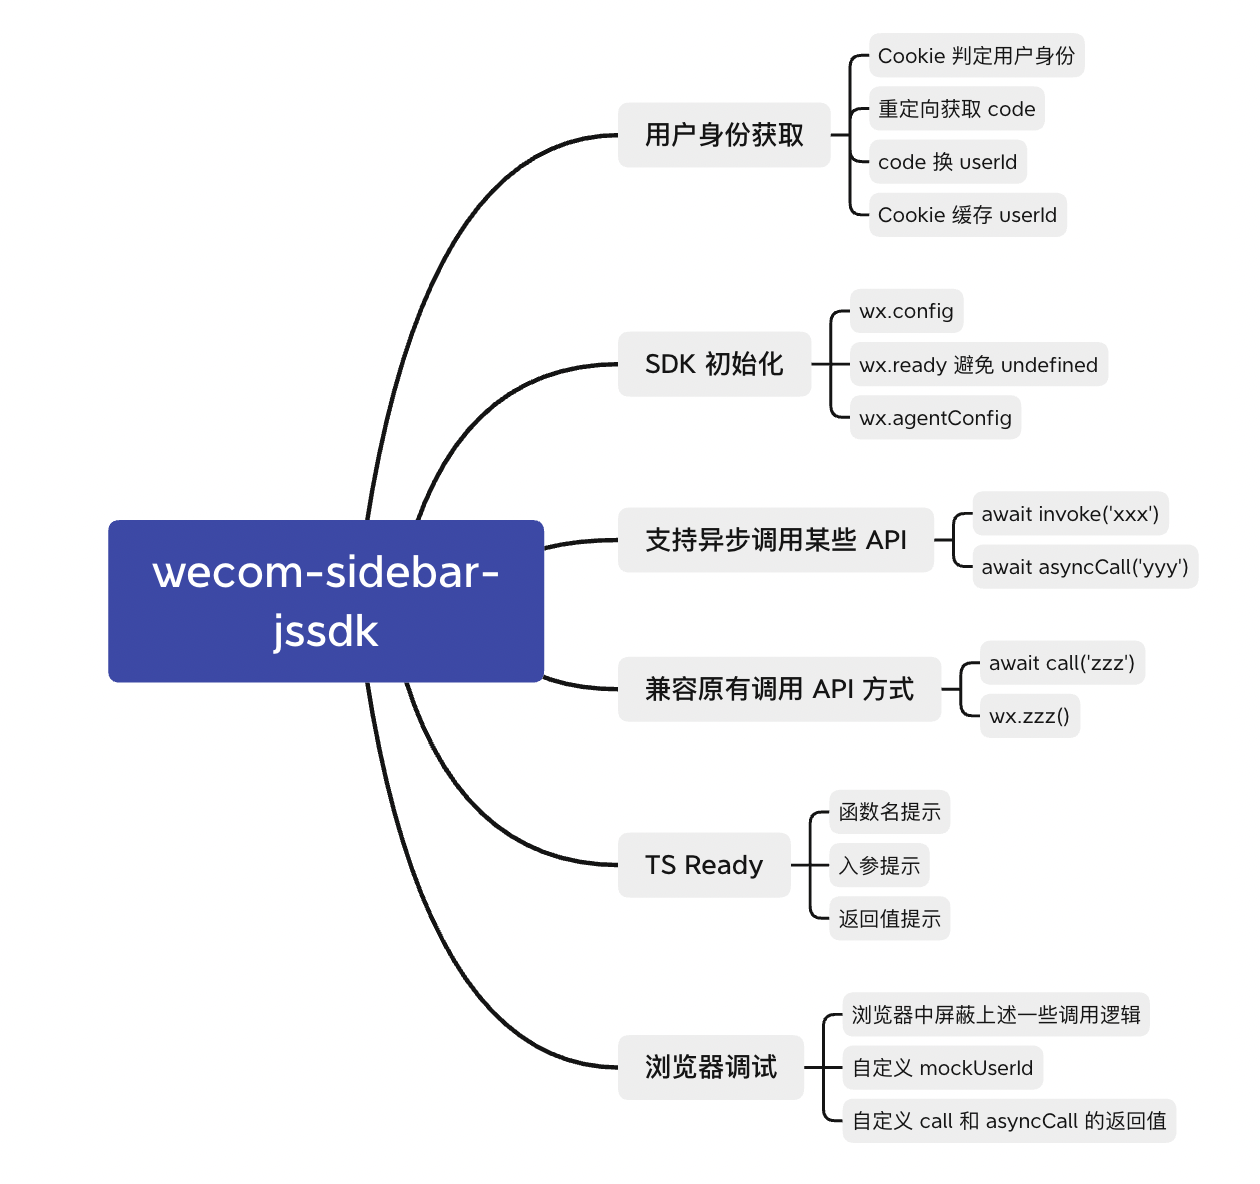 wecom-sidebar-
jssdk
用户身份获取
Cookie 判定用户身份
重定向获取 code
code 换 userId
Cookie 缓存 userId
SDK 初始化
wx.config
wx.ready 避免 undefined
wx.agentConfig
支持异步调用某些 API
await invoke('xxx')
await asyncCall('yyy')
兼容原有调用 API 方式
await call('zzz')
wx.zzz()
TS Ready
函数名提示
入参提示
返回值提示
浏览器调试
浏览器中屏蔽上述一些调用逻辑
自定义 mockUserId
自定义 call 和 asyncCall 的返回值